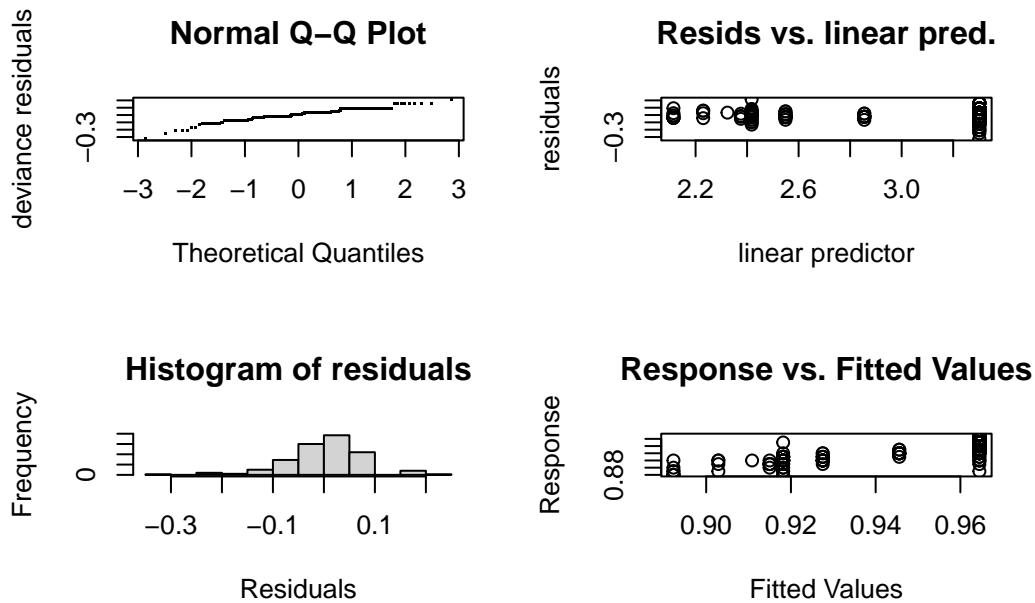 Normal Q−Q Plot
deviance residuals
−0.3
−3 −2 −1 0 1 2 3
Theoretical Quantiles
Resids vs. linear pred.
residuals
−0.3
2.2 2.6 3.0
linear predictor
Histogram of residuals
Frequency
0
−0.3 −0.1 0.1
Residuals
Response vs. Fitted Values
Response
0.88
0.90 0.92 0.94 0.96
Fitted Values